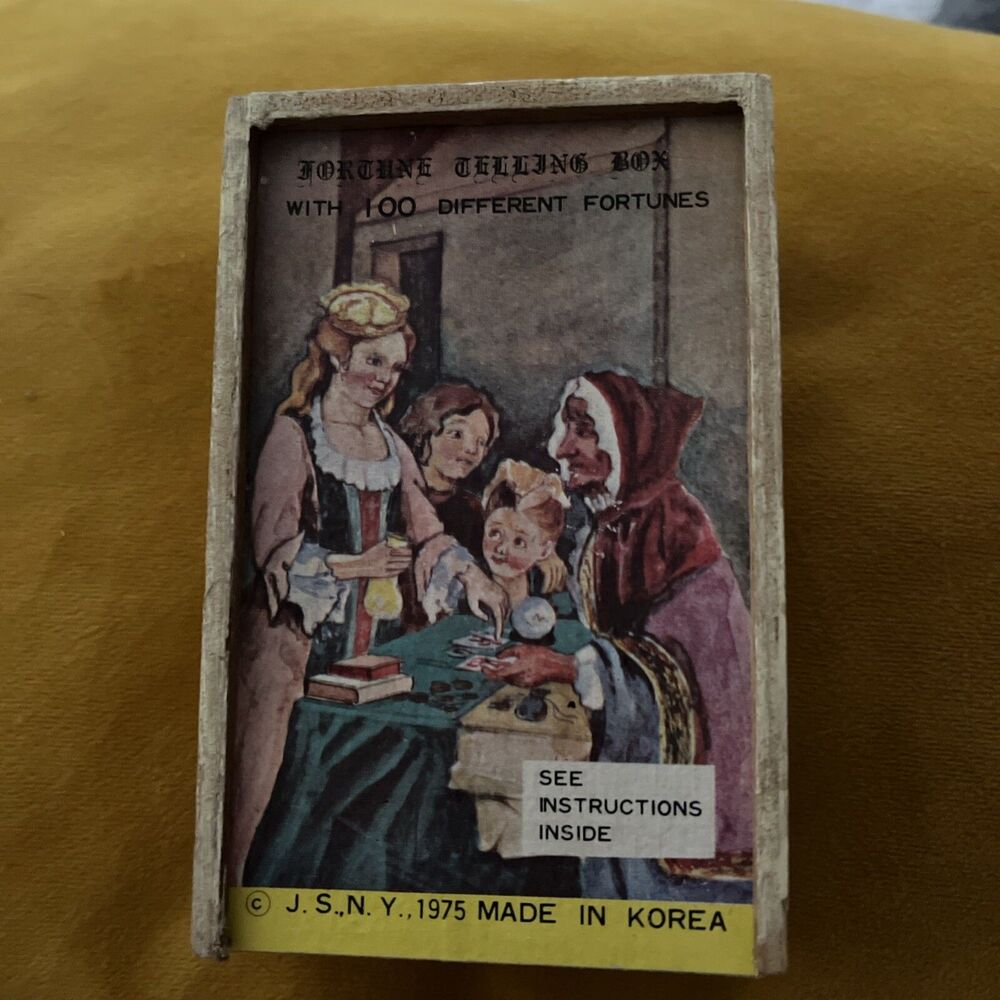 FORTUNE TELLING BOX
WITH 100 DIFFERENT FORTUNES
SEE
INSTRUCTIONS
INSIDE
© J. S., N. Y., 1975 MADE IN KOREA